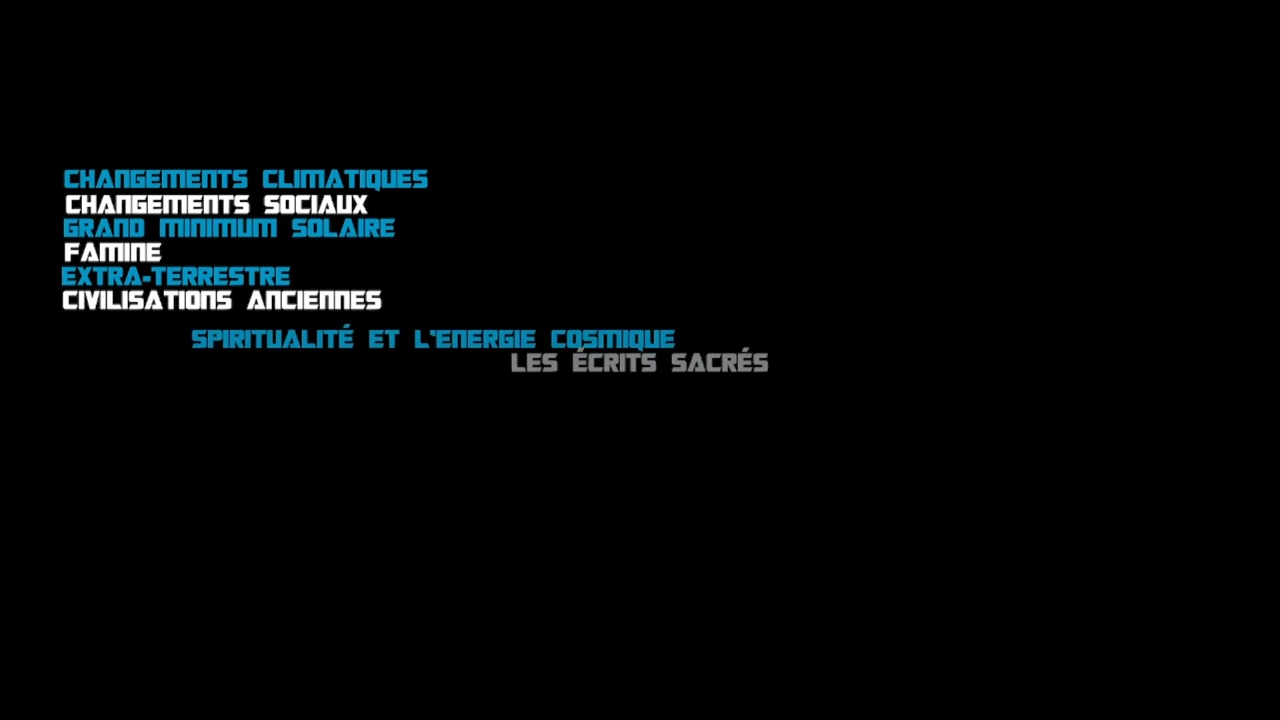 CHANGEMENTS CLIMATIQUES
CHANGEMENTS SOCIAUX
GRAND MINIMUM SOLAIRE
FAMINE
EXTRA-TERRESTRE
CIVILISATIONS ANCIENNES
SPIRITUALITÉ ET L'ENERGIE COSMIQUE
LES ÉCRITS SACRÉS